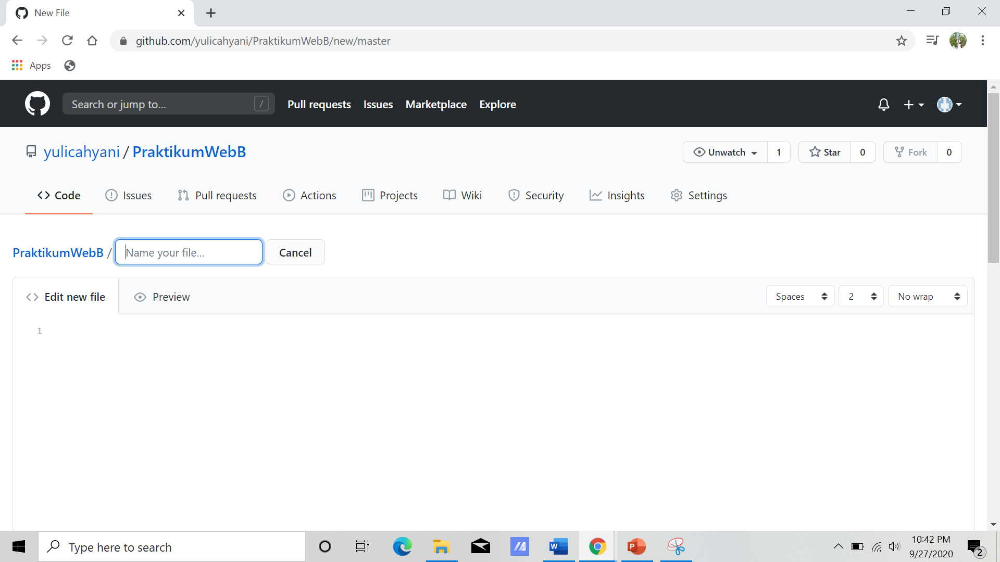 New File
github.com/yulicahyani/PraktikumWebB/new/master
Apps
Search or jump to... /
Pull requests Issues Marketplace Explore
yulicahyani / PraktikumWebB
Unwatch 1 Star 0 Fork 0
Code Issues Pull requests Actions Projects Wiki Security Insights Settings
PraktikumWebB / Name your file... Cancel
Edit new file Preview Spaces 2 No wrap
1
Type here to search
10:42 PM
9/27/2020
2